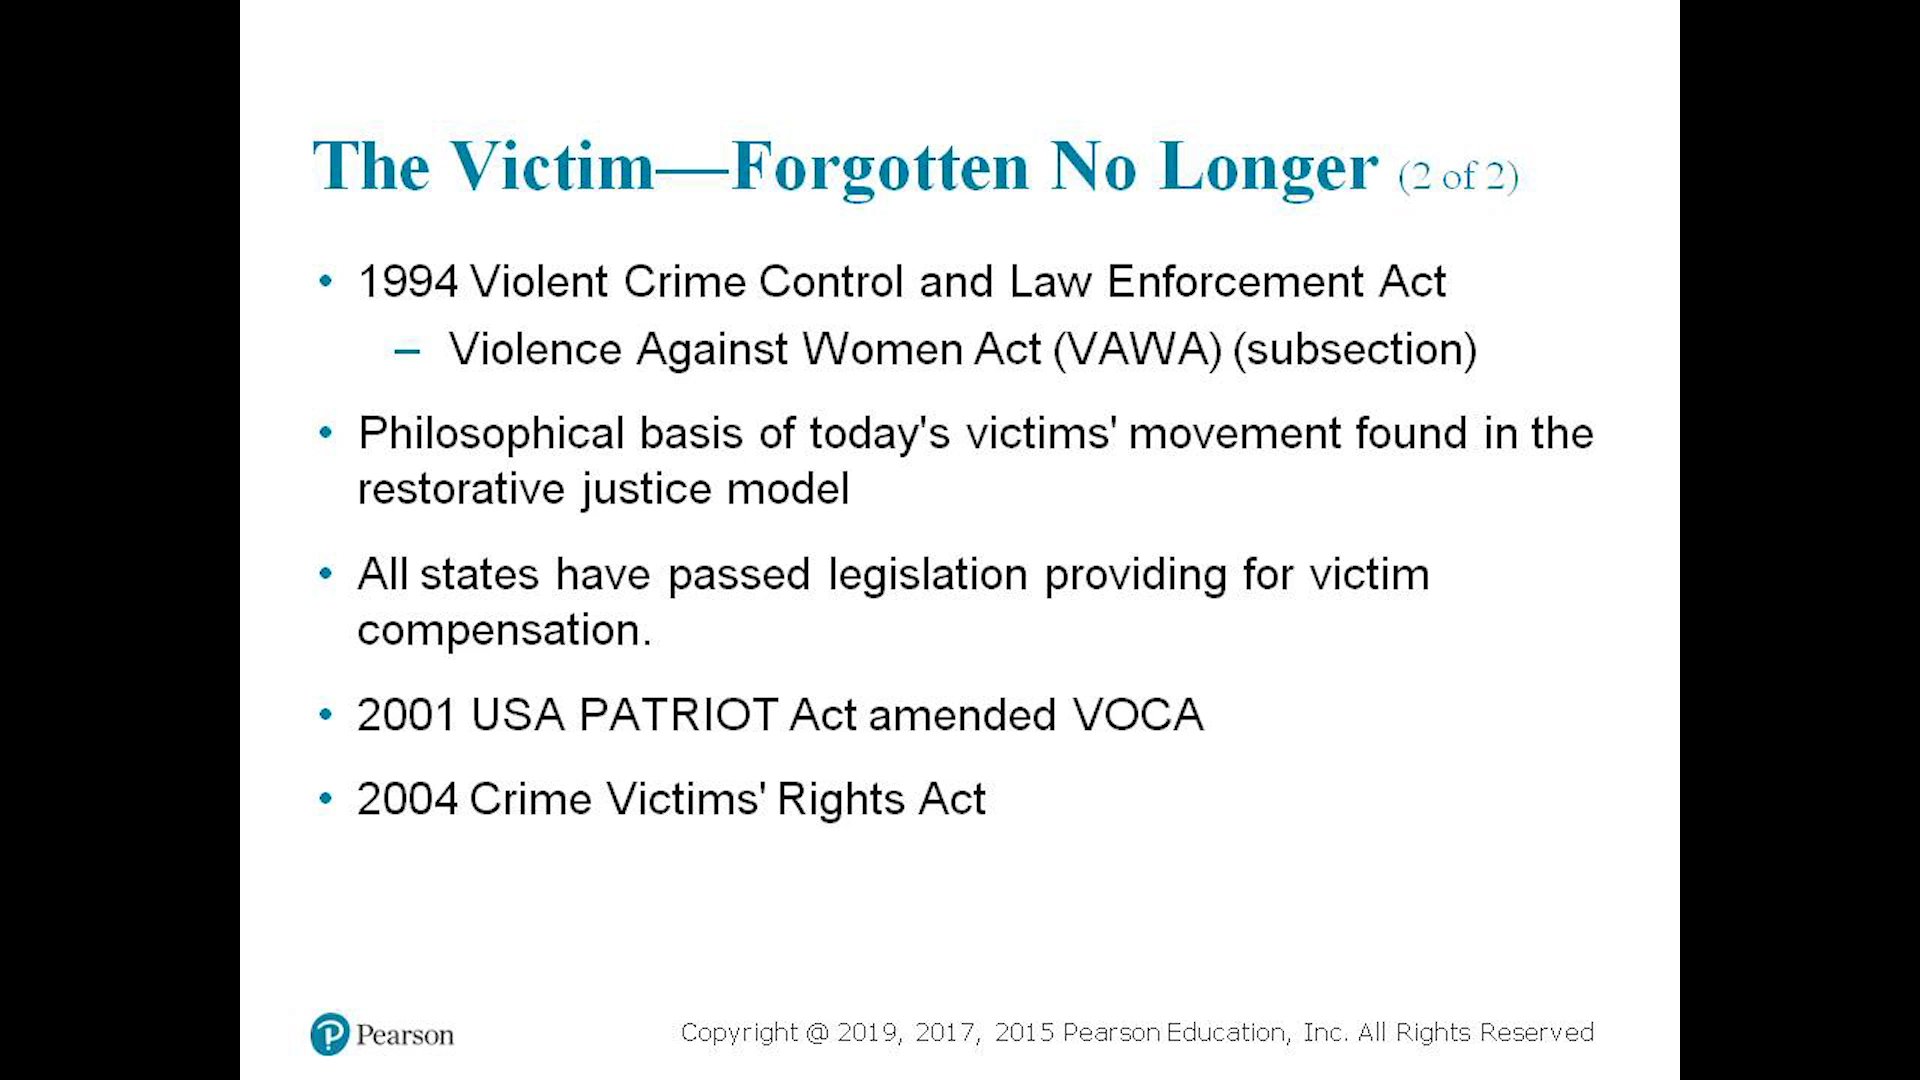 The Victim—Forgotten No Longer (2 of 2)
• 1994 Violent Crime Control and Law Enforcement Act
– Violence Against Women Act (VAWA) (subsection)
• Philosophical basis of today's victims' movement found in the
restorative justice model
• All states have passed legislation providing for victim
compensation.
• 2001 USA PATRIOT Act amended VOCA
• 2004 Crime Victims' Rights Act
Pearson
Copyright @ 2019, 2017, 2015 Pearson Education, Inc. All Rights Reserved